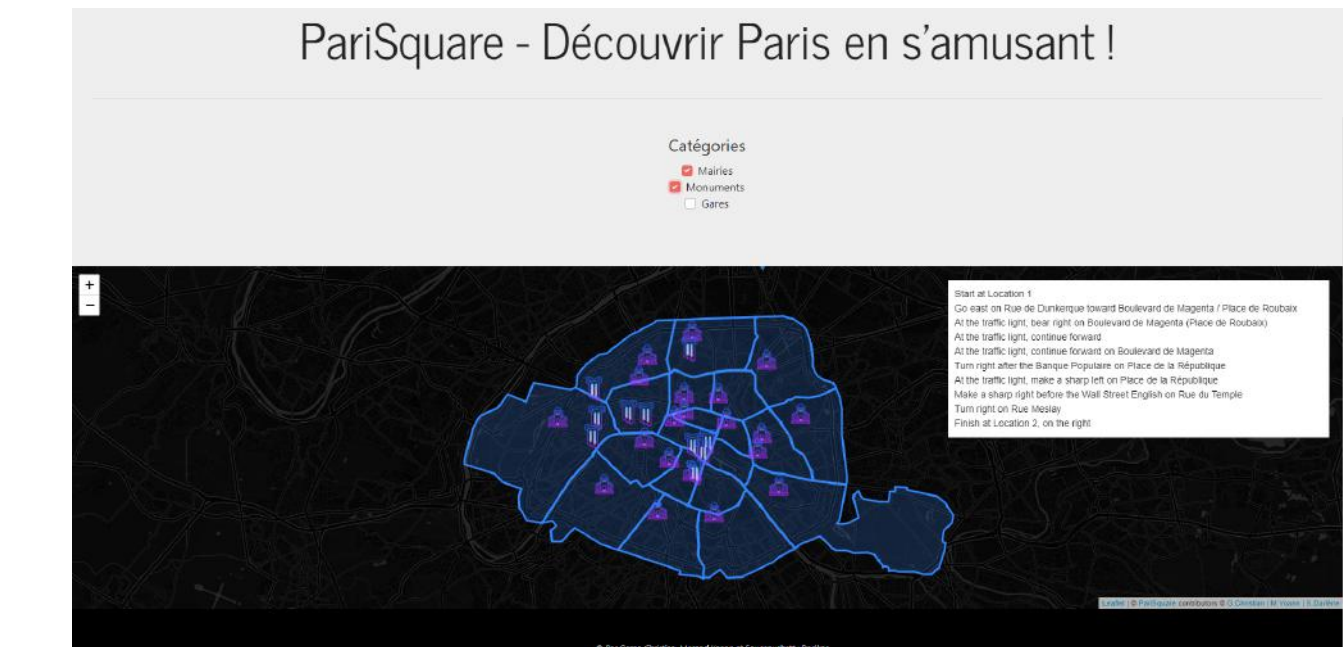 PariSquare - Découvrir Paris en s'amusant !
Catégories
Mairies
Monuments
Gares
+
−
Start at Location 1
Go east on Rue de Dunkerque toward Boulevard de Magenta / Place de Roubaix
At the traffic light, bear right on Boulevard de Magenta (Place de Roubaix)
At the traffic light, continue forward
At the traffic light, continue forward on Boulevard de Magenta
Turn right after the Banque Populaire on Place de la République
At the traffic light, make a sharp left on Place de la République
Make a sharp right before the Wall Street English on Rue du Temple
Turn right on Rue Meslay
Finish at Location 2, on the right
Leaflet | © PariSquare contributors ©